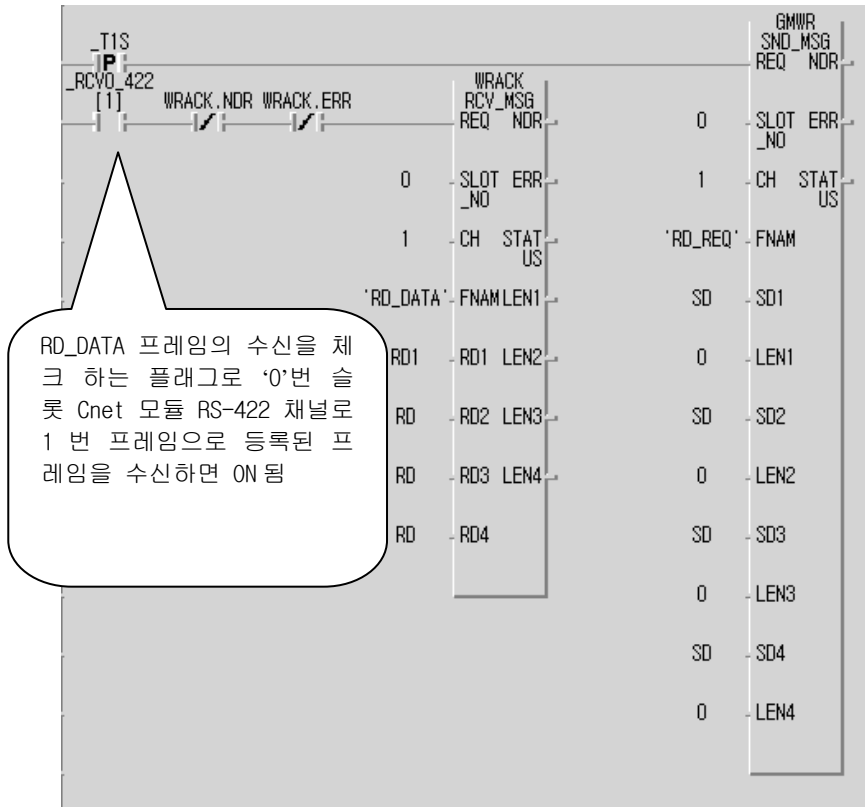 GMWR
_T1S SND_MSG
P REQ NDR
_RCV0_422 WRACK
[1] WRACK.NDR WRACK.ERR RCV_MSG
REQ NDR 0 SLOT ERR
_NO
0 SLOT ERR 1 CH STAT
_NO US
1 CH STAT 'RD_REQ' FNAM
US
'RD_DATA' FNAM LEN1 SD SD1
RD1 RD1 LEN2 0 LEN1
RD RD2 LEN3 SD SD2
RD RD3 LEN4 0 LEN2
RD RD4 SD SD3
0 LEN3
SD SD4
0 LEN4
RD_DATA 프레임의 수신을 체
크 하는 플래그로 ‘0’번 슬
롯 Cnet 모듈 RS-422 채널로
1 번 프레임으로 등록된 프
레임을 수신하면 ON 됨